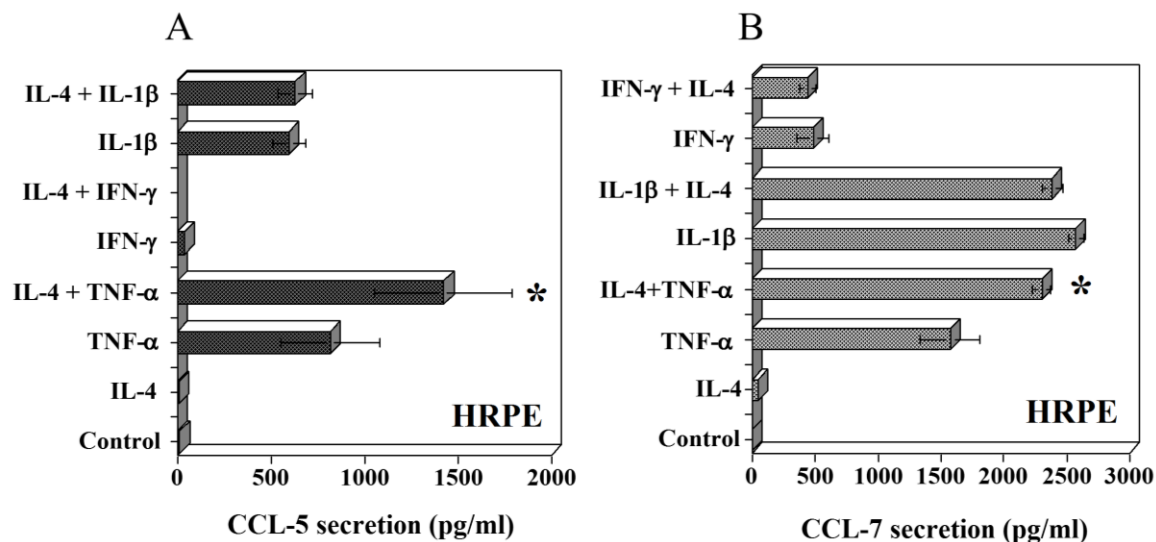 A
IL-4 + IL-1β
IL-1β
IL-4 + IFN-γ
IFN-γ
IL-4 + TNF-α
*
TNF-α
IL-4
Control
HRPE
0 500 1000 1500 2000
CCL-5 secretion (pg/ml)
B
IFN-γ + IL-4
IFN-γ
IL-1β + IL-4
IL-1β
IL-4+TNF-α
*
TNF-α
IL-4
Control
HRPE
0 500 1000 1500 2000 2500 3000
CCL-7 secretion (pg/ml)